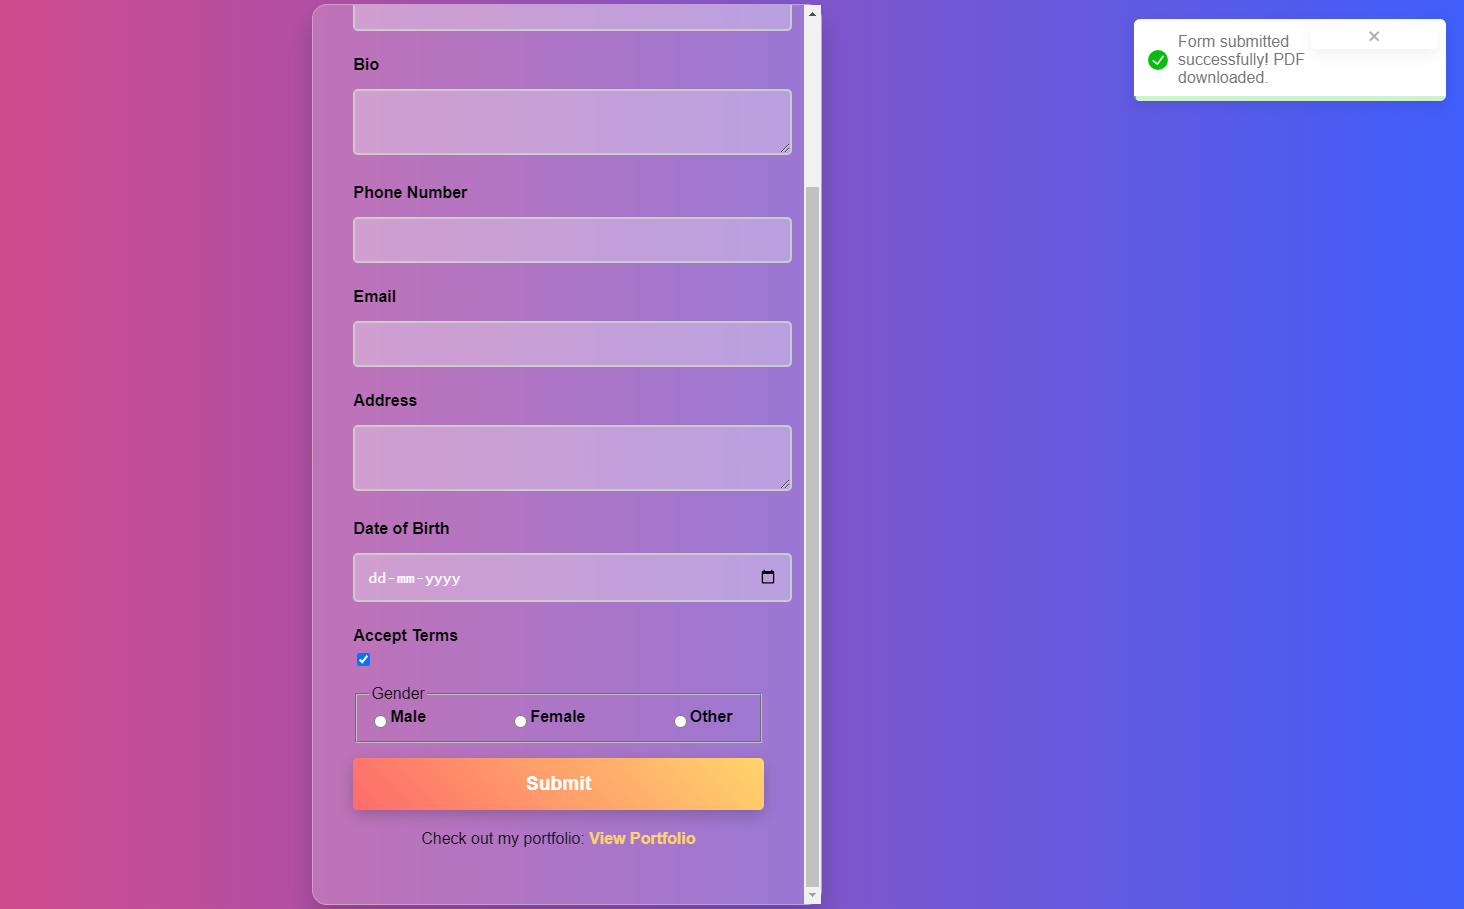 Bio
Phone Number
Email
Address
Date of Birth
dd-mm-yyyy
Accept Terms
Gender
Male Female Other
Submit
Check out my portfolio: View Portfolio
Form submitted
successfully! PDF
downloaded.